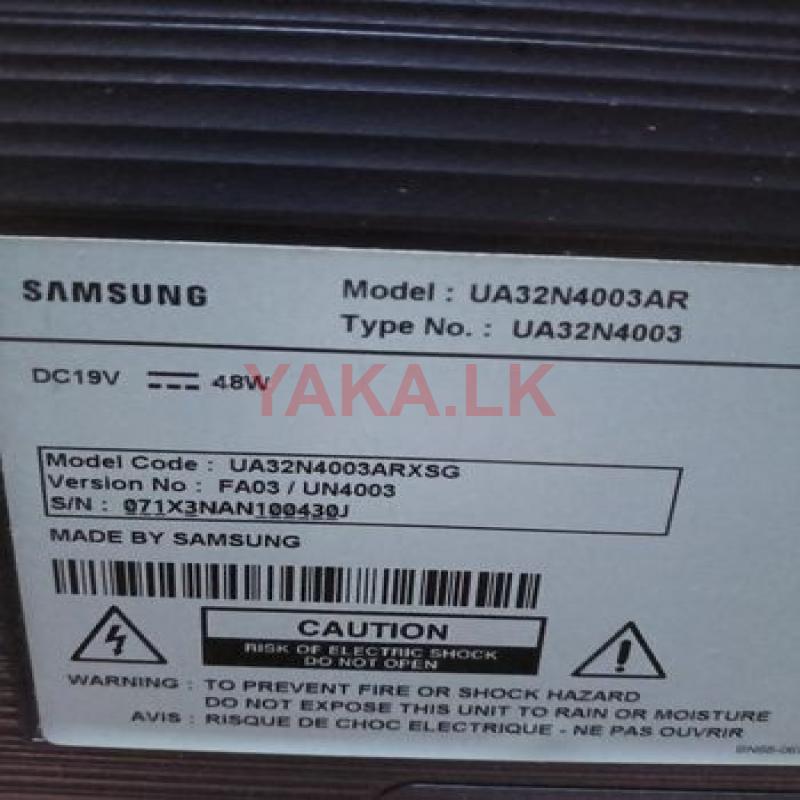 SAMSUNG
Model : UA32N4003AR
Type No. : UA32N4003
DC19V 48W
YAKA.LK
Model Code : UA32N4003ARXSG
Version No : FA03 / UN4003
S/N : 071X3NAN100430J
MADE BY SAMSUNG
CAUTION
RISK OF ELECTRIC SHOCK
DO NOT OPEN
WARNING : TO PREVENT FIRE OR SHOCK HAZARD
DO NOT EXPOSE THIS UNIT TO RAIN OR MOISTURE
AVIS : RISQUE DE CHOC ELECTRIQUE - NE PAS OUVRIR